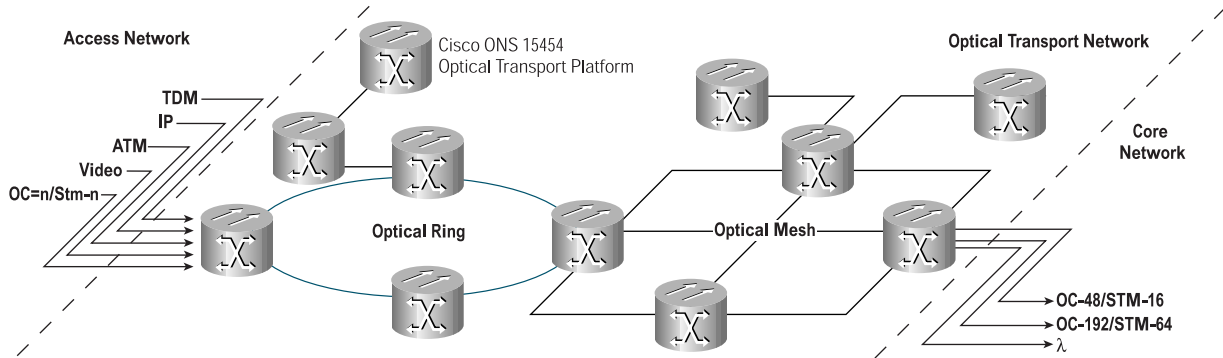 Access Network
Cisco ONS 15454
Optical Transport Platform
Optical Transport Network
TDM
IP
ATM
Video
OC=n/Stm-n
Core
Network
Optical Ring
Optical Mesh
OC-48/STM-16
OC-192/STM-64
λ